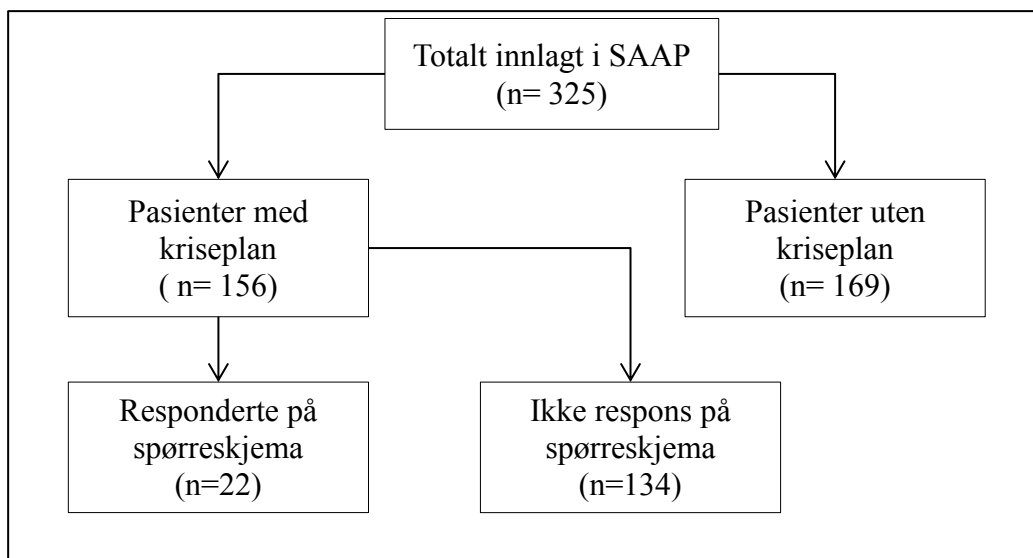 Totalt innlagt i SAAP
(n= 325)
Pasienter med
kriseplan
( n= 156)
Pasienter uten
kriseplan
(n= 169)
Responderte på
spørreskjema
(n=22)
Ikke respons på
spørreskjema
(n=134)